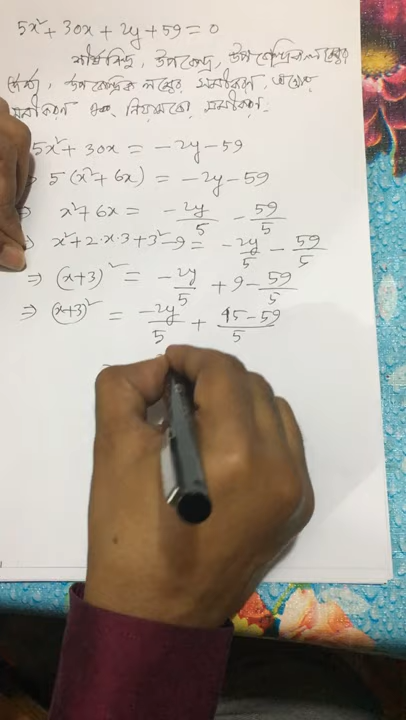 5x² + 30x + 2y + 59 = 0
শীর্ষবিন্দু, উপকেন্দ্র, উপকেন্দ্রিক লম্বের
উপকেন্দ্রিক লম্বের সমীকরণ, অক্ষের
সমীকরণ নিয়ামকের সমীকরণ.
5x² + 30x = -2y - 59
⇒ 5(x² + 6x) = -2y - 59
⇒ x² + 6x = -2y/5 - 59/5
⇒ x² + 2·x·3 + 3² - 9 = -2y/5 - 59/5
⇒ (x+3)² = -2y/5 + 9 - 59/5
⇒ (x+3)² = -2y/5 + 45-59/5